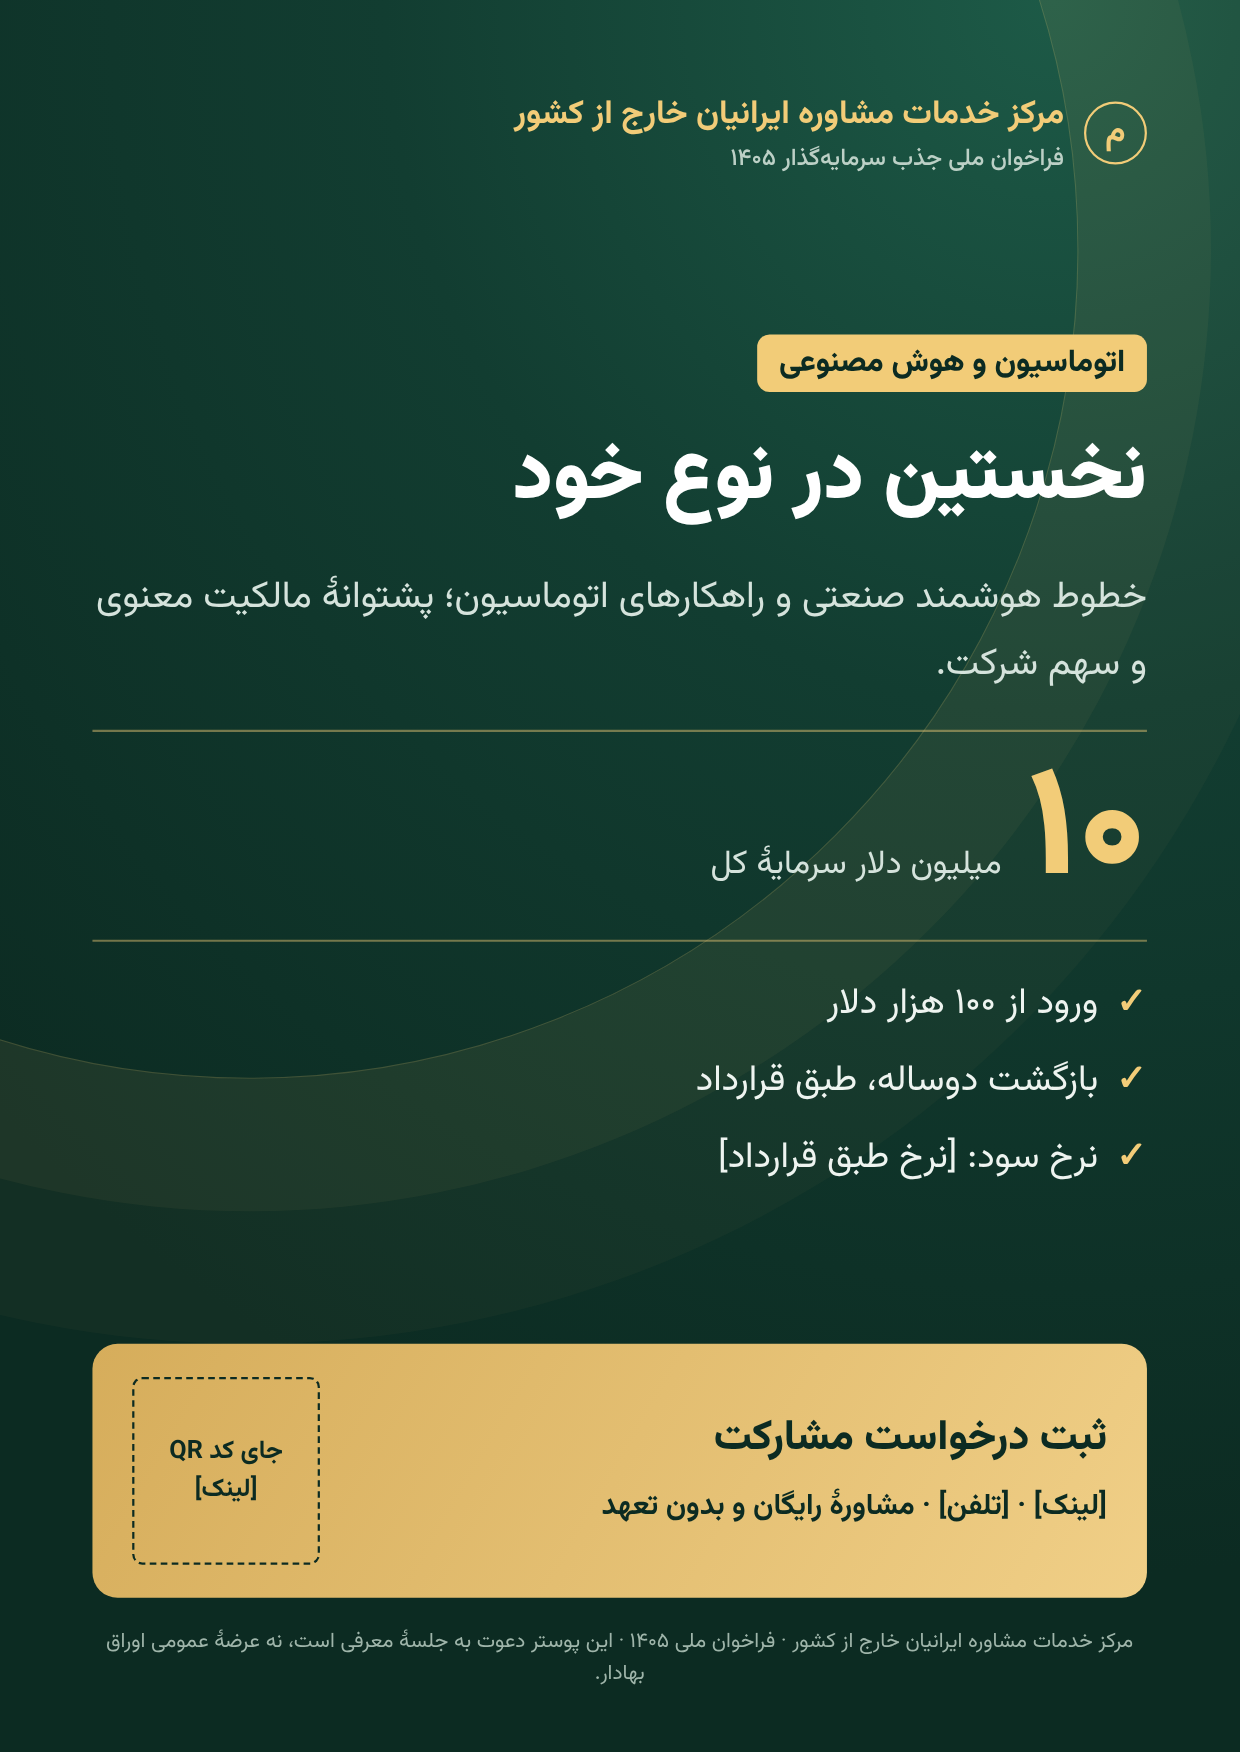 م
مرکز خدمات مشاوره ایرانیان خارج از کشور
فراخوان ملی جذب سرمایه‌گذار ۱۴۰۵
اتوماسیون و هوش مصنوعی
نخستین در نوع خود
خطوط هوشمند صنعتی و راهکارهای اتوماسیون؛ پشتوانهٔ مالکیت معنوی
و سهم شرکت.
۱۰ میلیون دلار سرمایهٔ کل
✓ ورود از ۱۰۰ هزار دلار
✓ بازگشت دوساله، طبق قرارداد
✓ نرخ سود: [نرخ طبق قرارداد]
ثبت درخواست مشارکت
[لینک] · [تلفن] · مشاورهٔ رایگان و بدون تعهد
جای کد QR
[لینک]
مرکز خدمات مشاوره ایرانیان خارج از کشور · فراخوان ملی ۱۴۰۵ · این پوستر دعوت به جلسهٔ معرفی است، نه عرضهٔ عمومی اوراق
بهادار.